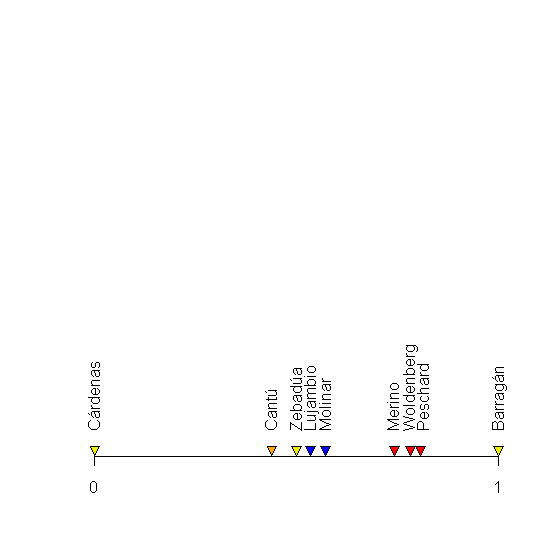 Cárdenas
Cantú
Zebadúa
Lujambio
Molinar
Merino
Woldenberg
Peschard
Barragán
0
1